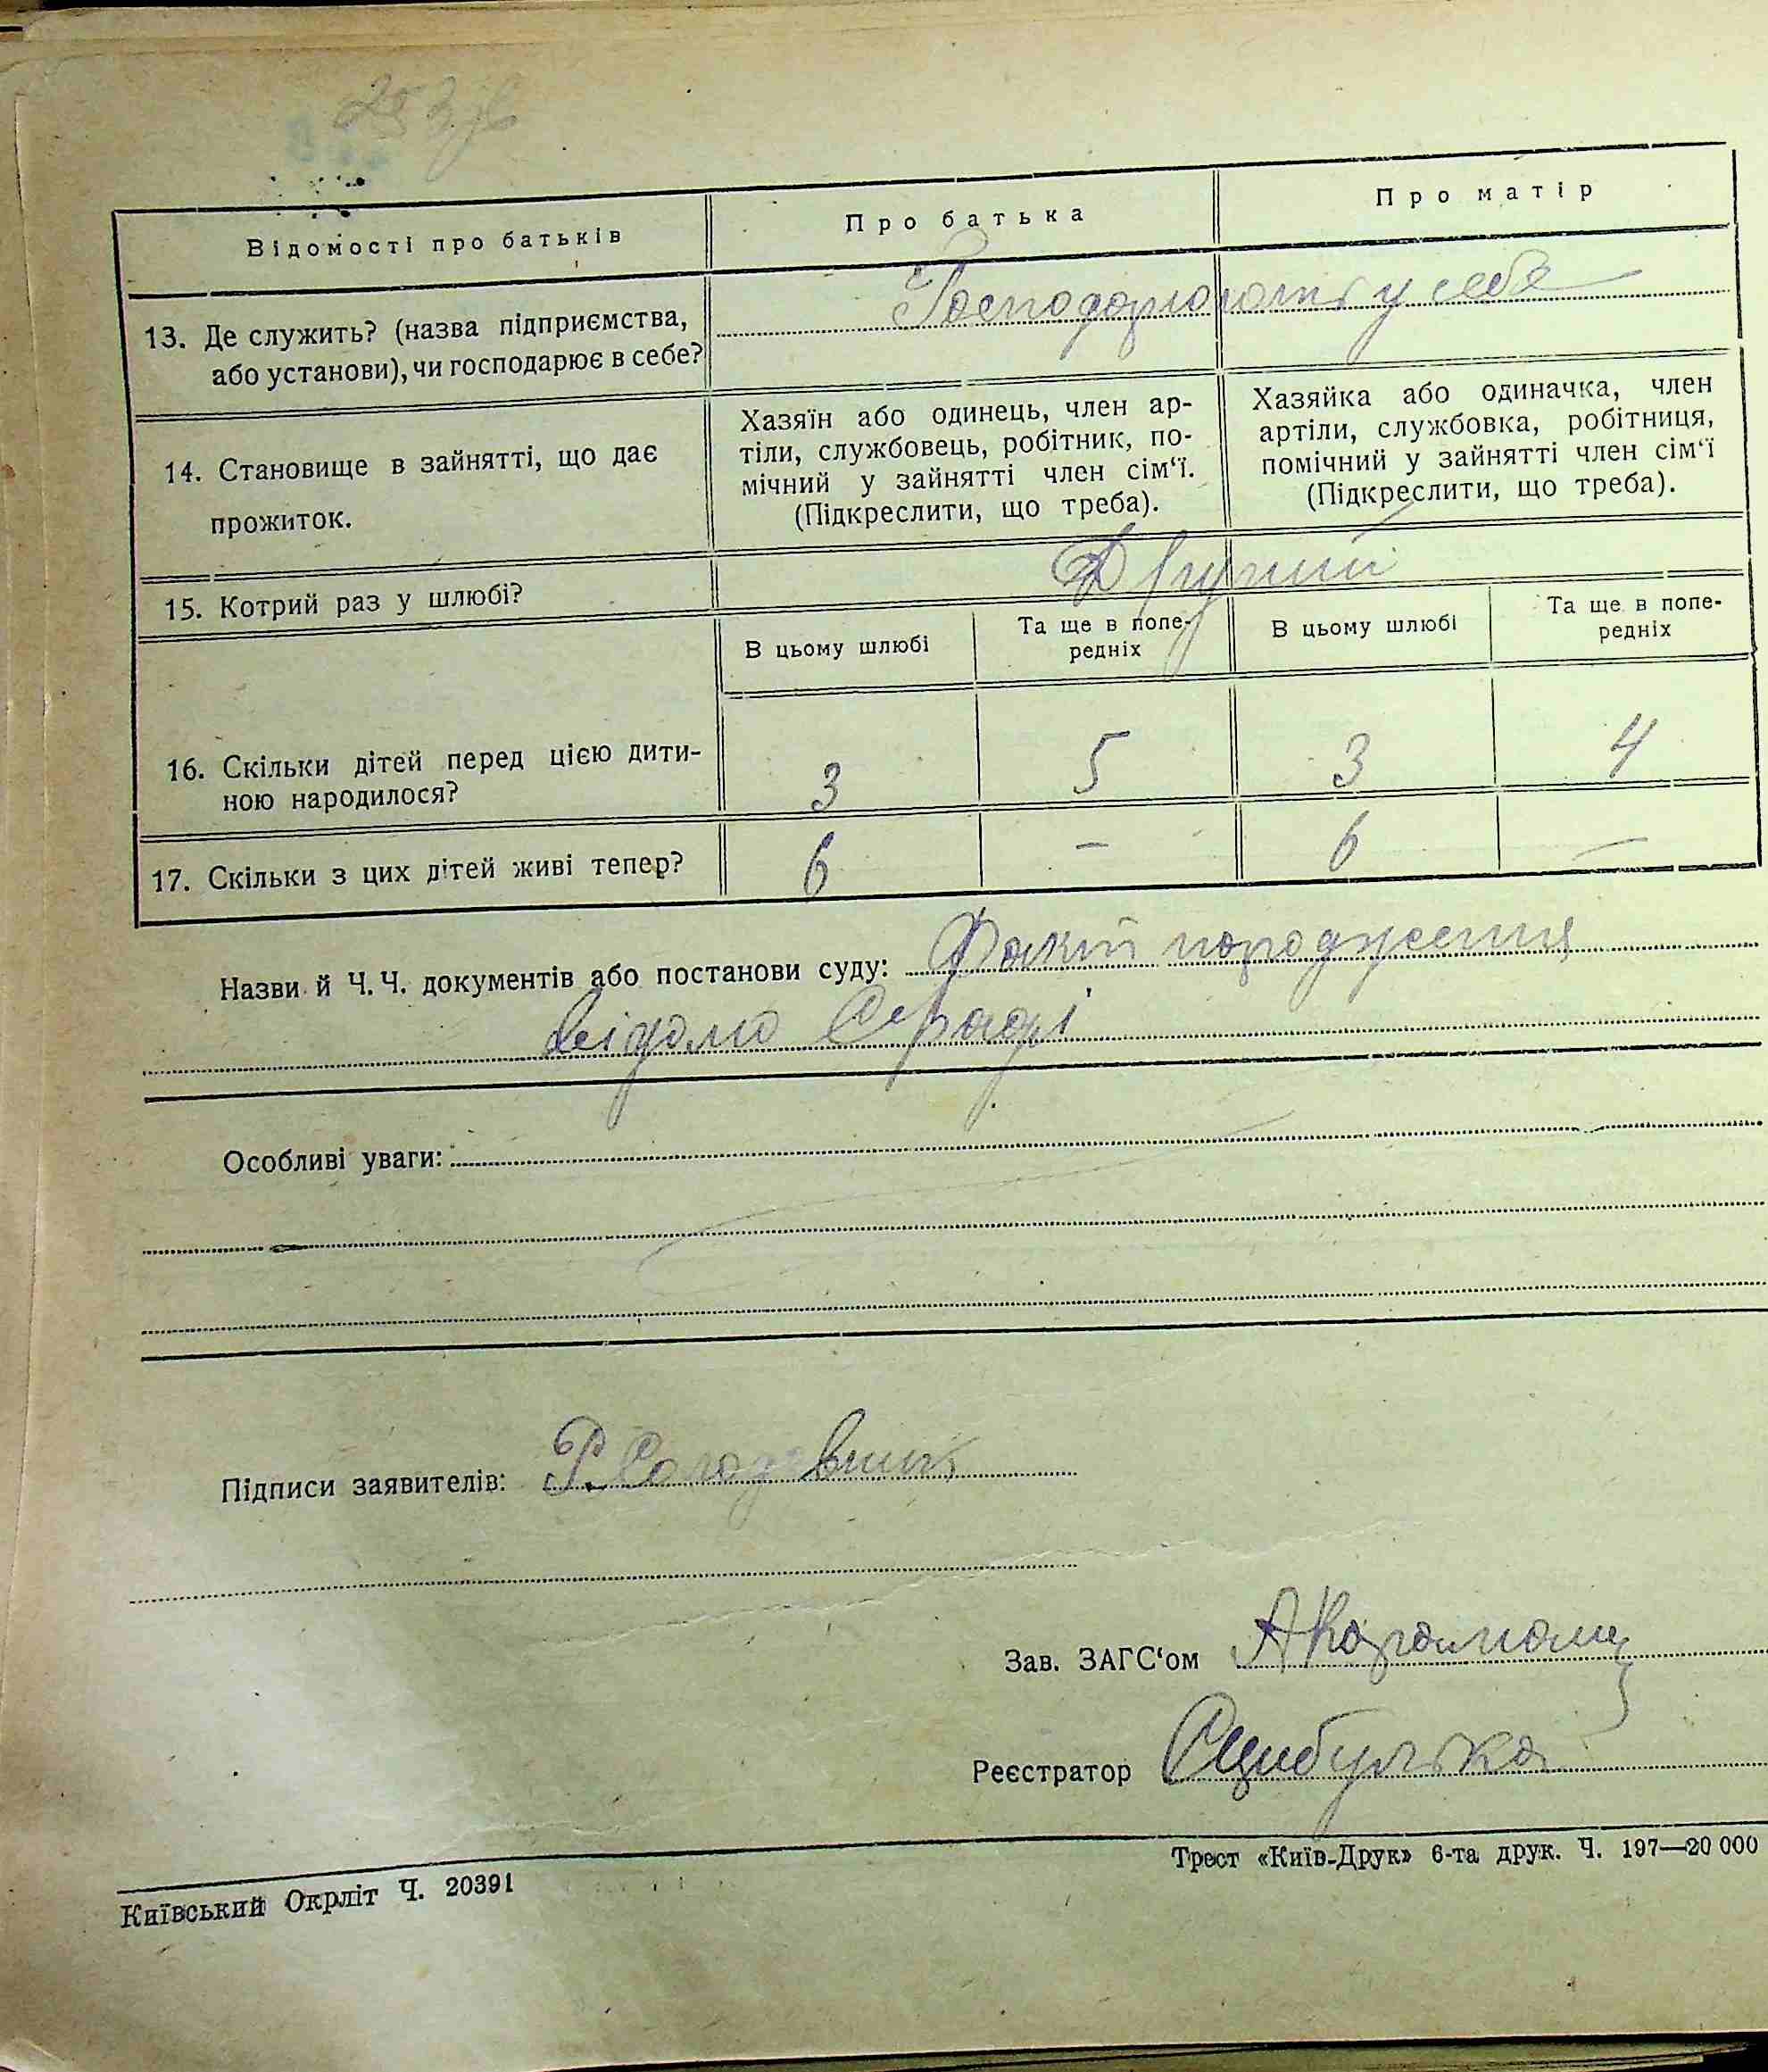 253
Відомості про батьків
Про батька
Про матір
13. Де служить? (назва підприємства,
або установи), чи господарює в себе?
у себе
14. Становище в зайнятті, що дає
прожиток.
Хазяїн або одинець, член ар-
тіли, службовець, робітник, по-
мічний у зайнятті член сім‘ї.
(Підкреслити, що треба).
Хазяйка або одиначка, член
артіли, службовка, робітниця,
помічний у зайнятті член сім‘ї
(Підкреслити, що треба).
15. Котрий раз у шлюбі?
Другий
В цьому шлюбі
Та ще в попе-
редніх
В цьому шлюбі
Та ще в попе-
редніх
16. Скільки дітей перед цією дити-
ною народилося?
3 5 3 4
17. Скільки з цих дітей живі тепер?
6 – 6 –
Назви й Ч. Ч. документів або постанови суду: Факт народження
відомо С/раді
Особливі уваги:
Підписи заявителів:
Зав. ЗАГС‘ом
Реєстратор Сцибулька
Київський Окрліт Ч. 20391
Трест «Київ-Друк» 6-та друк. Ч. 197—20 000